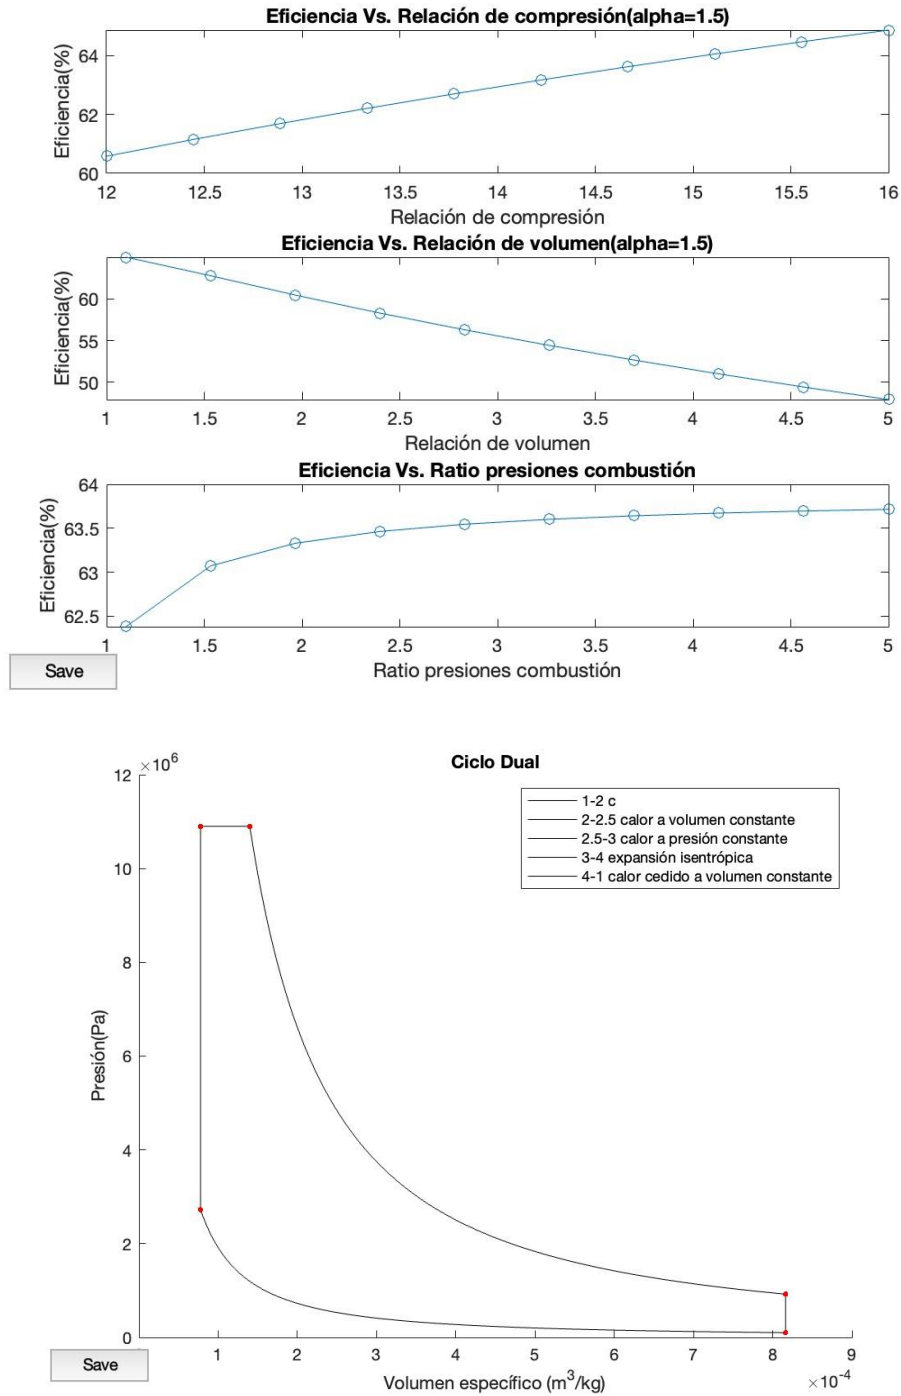 Eficiencia Vs. Relación de compresión(alpha=1.5)
Eficiencia(%)
64
62
60
12 12.5 13 13.5 14 14.5 15 15.5 16
Relación de compresión
Eficiencia Vs. Relación de volumen(alpha=1.5)
Eficiencia(%)
60
55
50
1 1.5 2 2.5 3 3.5 4 4.5 5
Relación de volumen
Eficiencia Vs. Ratio presiones combustión
Eficiencia(%)
64
63.5
63
62.5
1 1.5 2 2.5 3 3.5 4 4.5 5
Save
Ratio presiones combustión
×10^6
Ciclo Dual
12
1-2 c
2-2.5 calor a volumen constante
2.5-3 calor a presión constante
3-4 expansión isentrópica
4-1 calor cedido a volumen constante
10
8
Presión(Pa)
6
4
2
0
1 2 3 4 5 6 7 8 9
Save
Volumen específico (m^3/kg)
×10^-4